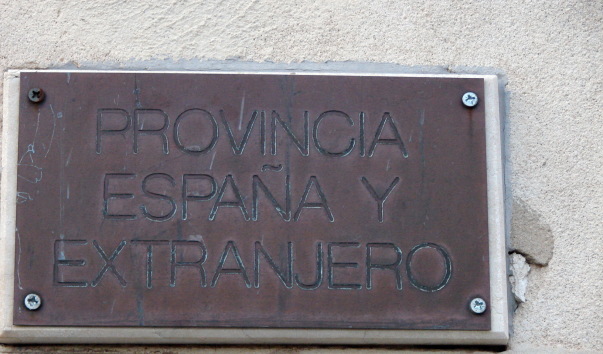 PROVINCIA
ESPAÑA Y
EXTRANJERO